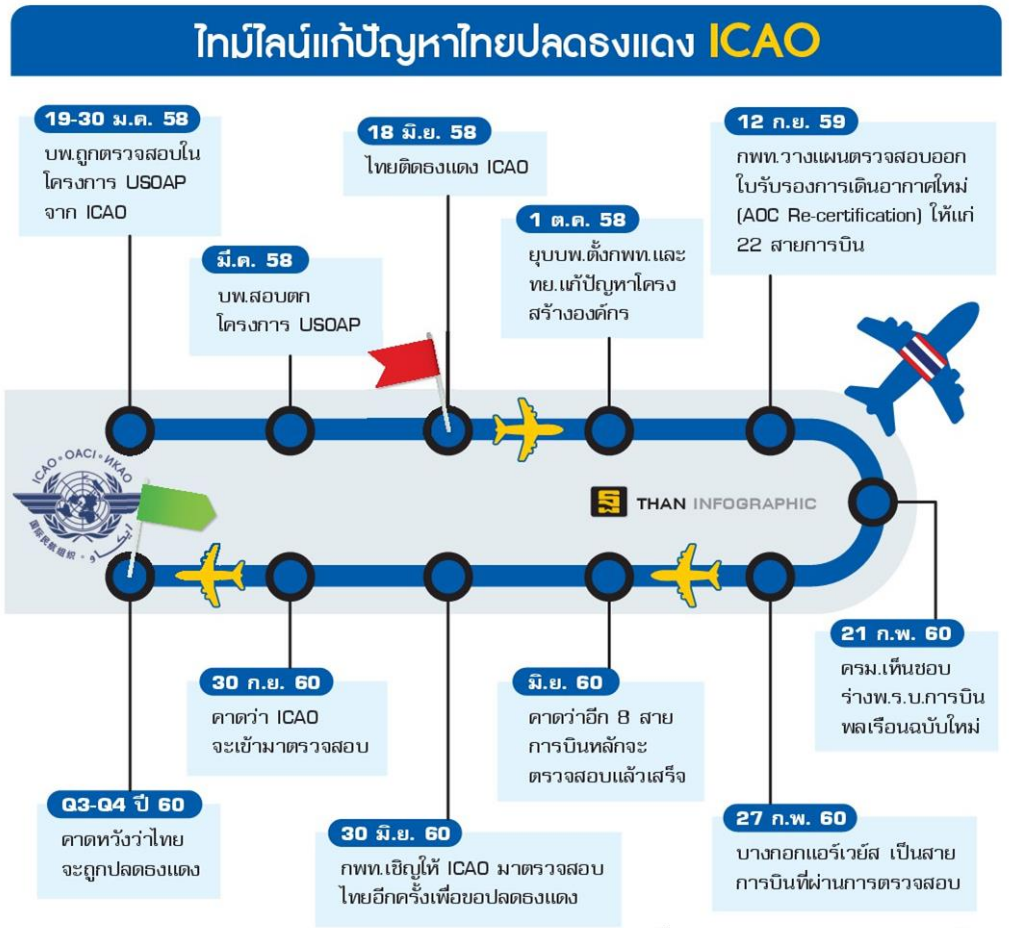 ไทม์ไลน์แก้ปัญหาไทยปลดธงแดง ICAO
19-30 ม.ค. 58
บพ.ถูกตรวจสอบใน
โครงการ USOAP
จาก ICAO
มี.ค. 58
บพ.สอบตก
โครงการ USOAP
18 มิ.ย. 58
ไทยติดธงแดง ICAO
1 ต.ค. 58
ยุบบพ.ตั้งกพท.และ
ทย.แก้ปัญหาโครง
สร้างองค์กร
12 ก.ย. 59
กพท.วางแผนตรวจสอบออก
ใบรับรองการเดินอากาศใหม่
(AOC Re-certification) ให้แก่
22 สายการบิน
ICAO • OACI • ИКАО
国际民航组织 • ايكاو
THAN INFOGRAPHIC
21 ก.พ. 60
ครม.เห็นชอบ
ร่างพ.ร.บ.การบิน
พลเรือนฉบับใหม่
27 ก.พ. 60
บางกอกแอร์เวย์ส เป็นสาย
การบินที่ผ่านการตรวจสอบ
มิ.ย. 60
คาดว่าอีก 8 สาย
การบินหลักจะ
ตรวจสอบแล้วเสร็จ
30 มิ.ย. 60
กพท.เชิญให้ ICAO มาตรวจสอบ
ไทยอีกครั้งเพื่อขอปลดธงแดง
30 ก.ย. 60
คาดว่า ICAO
จะเข้ามาตรวจสอบ
Q3-Q4 ปี 60
คาดหวังว่าไทย
จะถูกปลดธงแดง